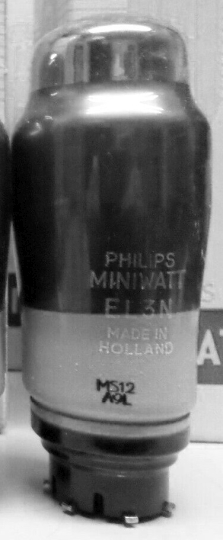 PHILIPS
MINIWATT
EL3N
MADE IN
HOLLAND
MS12
A9L